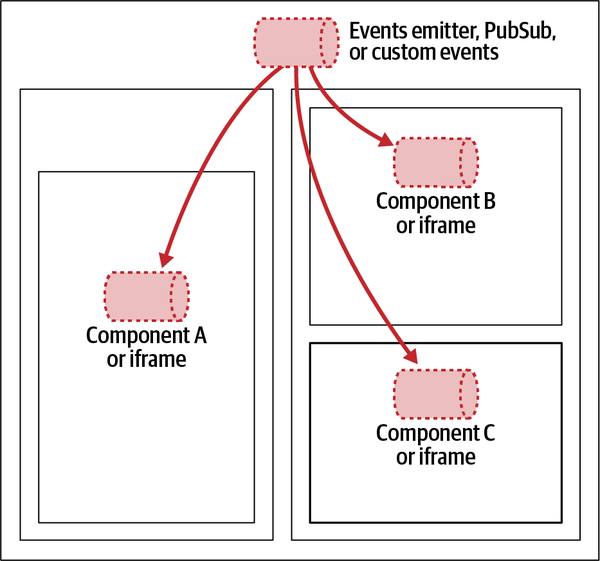 Events emitter, PubSub,
or custom events
Component B
or iframe
Component A
or iframe
Component C
or iframe